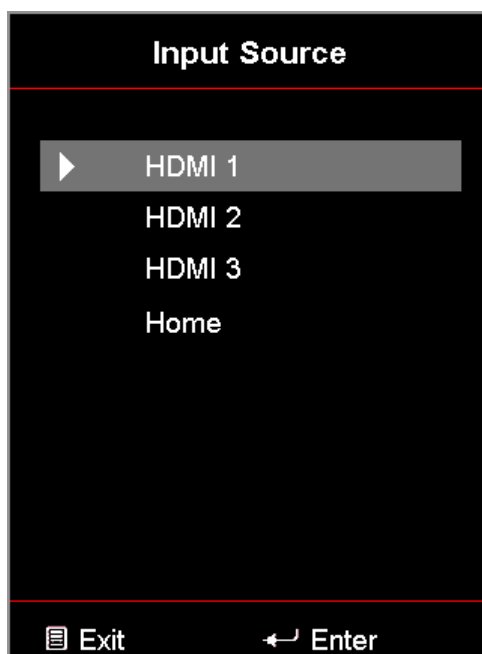 Input Source
HDMI 1
HDMI 2
HDMI 3
Home
Exit Enter